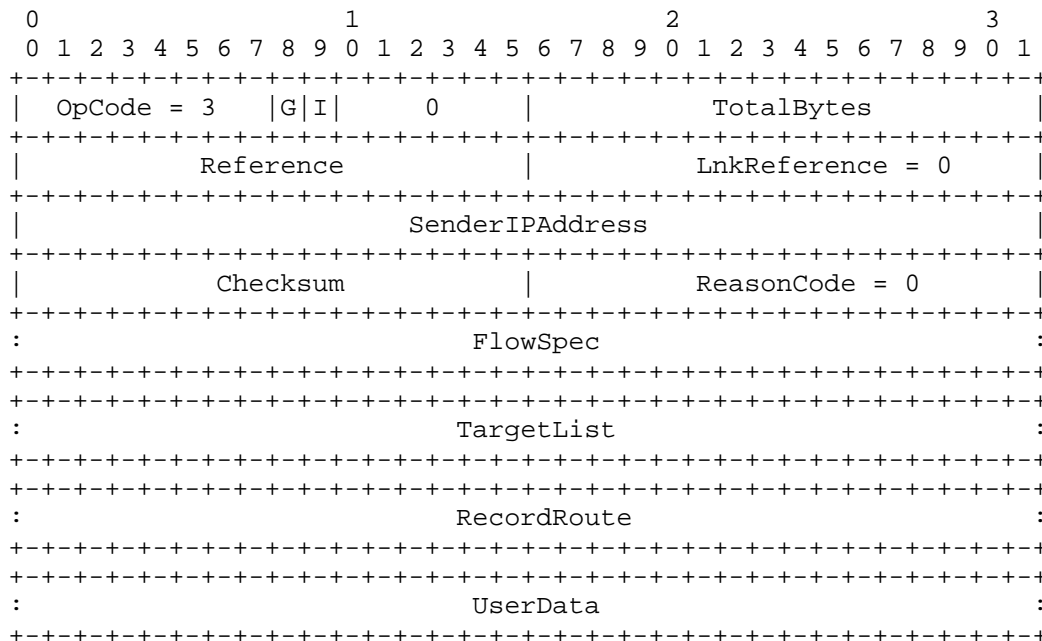 0                   1                   2                   3
 0 1 2 3 4 5 6 7 8 9 0 1 2 3 4 5 6 7 8 9 0 1 2 3 4 5 6 7 8 9 0 1
+-+-+-+-+-+-+-+-+-+-+-+-+-+-+-+-+-+-+-+-+-+-+-+-+-+-+-+-+-+-+-+-+
|  OpCode = 3   |G|I|     0     |           TotalBytes          |
+-+-+-+-+-+-+-+-+-+-+-+-+-+-+-+-+-+-+-+-+-+-+-+-+-+-+-+-+-+-+-+-+
|           Reference           |          LnkReference = 0     |
+-+-+-+-+-+-+-+-+-+-+-+-+-+-+-+-+-+-+-+-+-+-+-+-+-+-+-+-+-+-+-+-+
|                        SenderIPAddress                        |
+-+-+-+-+-+-+-+-+-+-+-+-+-+-+-+-+-+-+-+-+-+-+-+-+-+-+-+-+-+-+-+-+
|            Checksum           |          ReasonCode = 0       |
+-+-+-+-+-+-+-+-+-+-+-+-+-+-+-+-+-+-+-+-+-+-+-+-+-+-+-+-+-+-+-+-+
:                            FlowSpec                           :
+-+-+-+-+-+-+-+-+-+-+-+-+-+-+-+-+-+-+-+-+-+-+-+-+-+-+-+-+-+-+-+-+
+-+-+-+-+-+-+-+-+-+-+-+-+-+-+-+-+-+-+-+-+-+-+-+-+-+-+-+-+-+-+-+-+
:                           TargetList                          :
+-+-+-+-+-+-+-+-+-+-+-+-+-+-+-+-+-+-+-+-+-+-+-+-+-+-+-+-+-+-+-+-+
+-+-+-+-+-+-+-+-+-+-+-+-+-+-+-+-+-+-+-+-+-+-+-+-+-+-+-+-+-+-+-+-+
:                           RecordRoute                         :
+-+-+-+-+-+-+-+-+-+-+-+-+-+-+-+-+-+-+-+-+-+-+-+-+-+-+-+-+-+-+-+-+
+-+-+-+-+-+-+-+-+-+-+-+-+-+-+-+-+-+-+-+-+-+-+-+-+-+-+-+-+-+-+-+-+
:                            UserData                           :
+-+-+-+-+-+-+-+-+-+-+-+-+-+-+-+-+-+-+-+-+-+-+-+-+-+-+-+-+-+-+-+-+